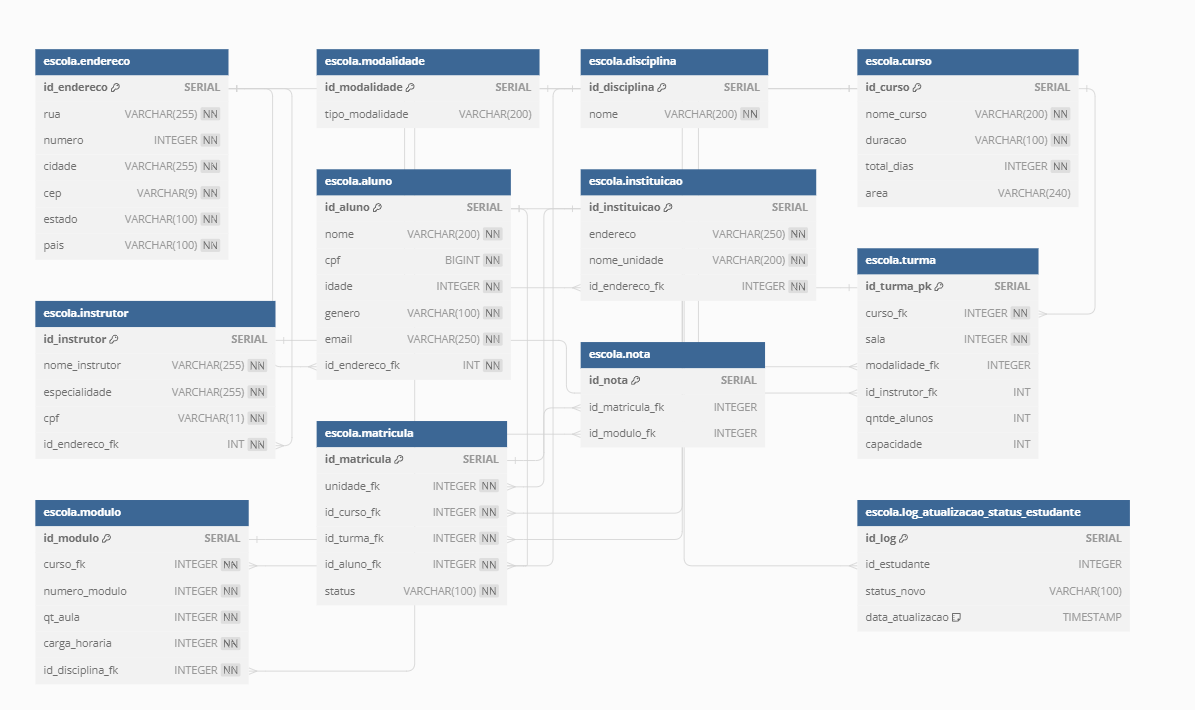 escola.endereco
id_endereco SERIAL
rua VARCHAR(255) NN
numero INTEGER NN
cidade VARCHAR(255) NN
cep VARCHAR(9) NN
estado VARCHAR(100) NN
pais VARCHAR(100) NN
escola.modalidade
id_modalidade SERIAL
tipo_modalidade VARCHAR(200)
escola.disciplina
id_disciplina SERIAL
nome VARCHAR(200) NN
escola.curso
id_curso SERIAL
nome_curso VARCHAR(200) NN
duracao VARCHAR(100) NN
total_dias INTEGER NN
area VARCHAR(240)
escola.aluno
id_aluno SERIAL
nome VARCHAR(200) NN
cpf BIGINT NN
idade INTEGER NN
genero VARCHAR(100) NN
email VARCHAR(250) NN
id_endereco_fk INT NN
escola.instituicao
id_instituicao SERIAL
endereco VARCHAR(250) NN
nome_unidade VARCHAR(200) NN
id_endereco_fk INTEGER NN
escola.turma
id_turma_pk SERIAL
curso_fk INTEGER NN
sala INTEGER NN
modalidade_fk INTEGER
id_instrutor_fk INT
qntde_alunos INT
capacidade INT
escola.instrutor
id_instrutor SERIAL
nome_instrutor VARCHAR(255) NN
especialidade VARCHAR(255) NN
cpf VARCHAR(11) NN
id_endereco_fk INT NN
escola.nota
id_nota SERIAL
id_matricula_fk INTEGER
id_modulo_fk INTEGER
escola.matricula
id_matricula SERIAL
unidade_fk INTEGER NN
id_curso_fk INTEGER NN
id_turma_fk INTEGER NN
id_aluno_fk INTEGER NN
status VARCHAR(100) NN
escola.modulo
id_modulo SERIAL
curso_fk INTEGER NN
numero_modulo INTEGER NN
qt_aula INTEGER NN
carga_horaria INTEGER NN
id_disciplina_fk INTEGER NN
escola.log_atualizacao_status_estudante
id_log SERIAL
id_estudante INTEGER
status_novo VARCHAR(100)
data_atualizacao TIMESTAMP